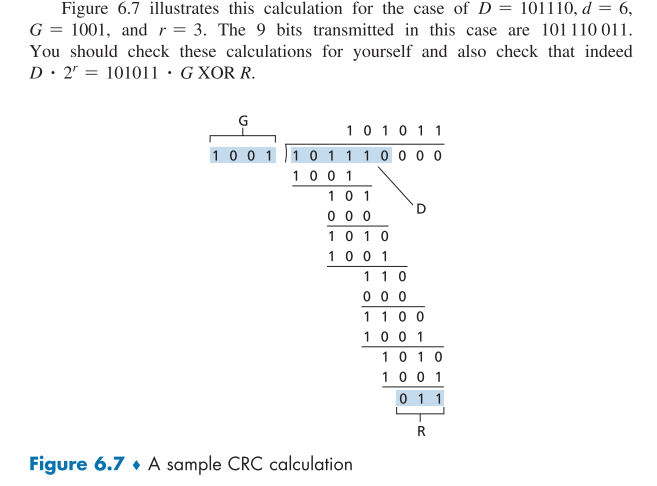 Figure 6.7 illustrates this calculation for the case of D = 101110, d = 6,
G = 1001, and r = 3. The 9 bits transmitted in this case are 101 110 011.
You should check these calculations for yourself and also check that indeed
D · 2ʳ = 101011 · G XOR R.
G
1 0 1 0 1 1
1 0 0 1 ) 1 0 1 1 1 0 0 0 0
1 0 0 1
1 0 1
D
0 0 0
1 0 1 0
1 0 0 1
1 1 0
0 0 0
1 1 0 0
1 0 0 1
1 0 1 0
1 0 0 1
0 1 1
R
Figure 6.7 ♦ A sample CRC calculation